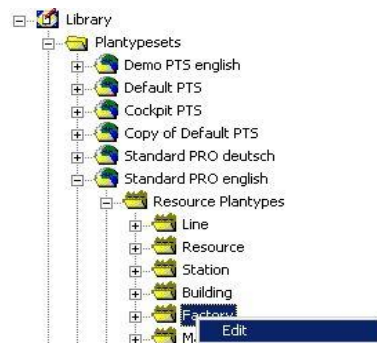 Library
Plantypesets
Demo PTS english
Default PTS
Cockpit PTS
Copy of Default PTS
Standard PRO deutsch
Standard PRO english
Resource Plantypes
Line
Resource
Station
Building
Factory
Edit